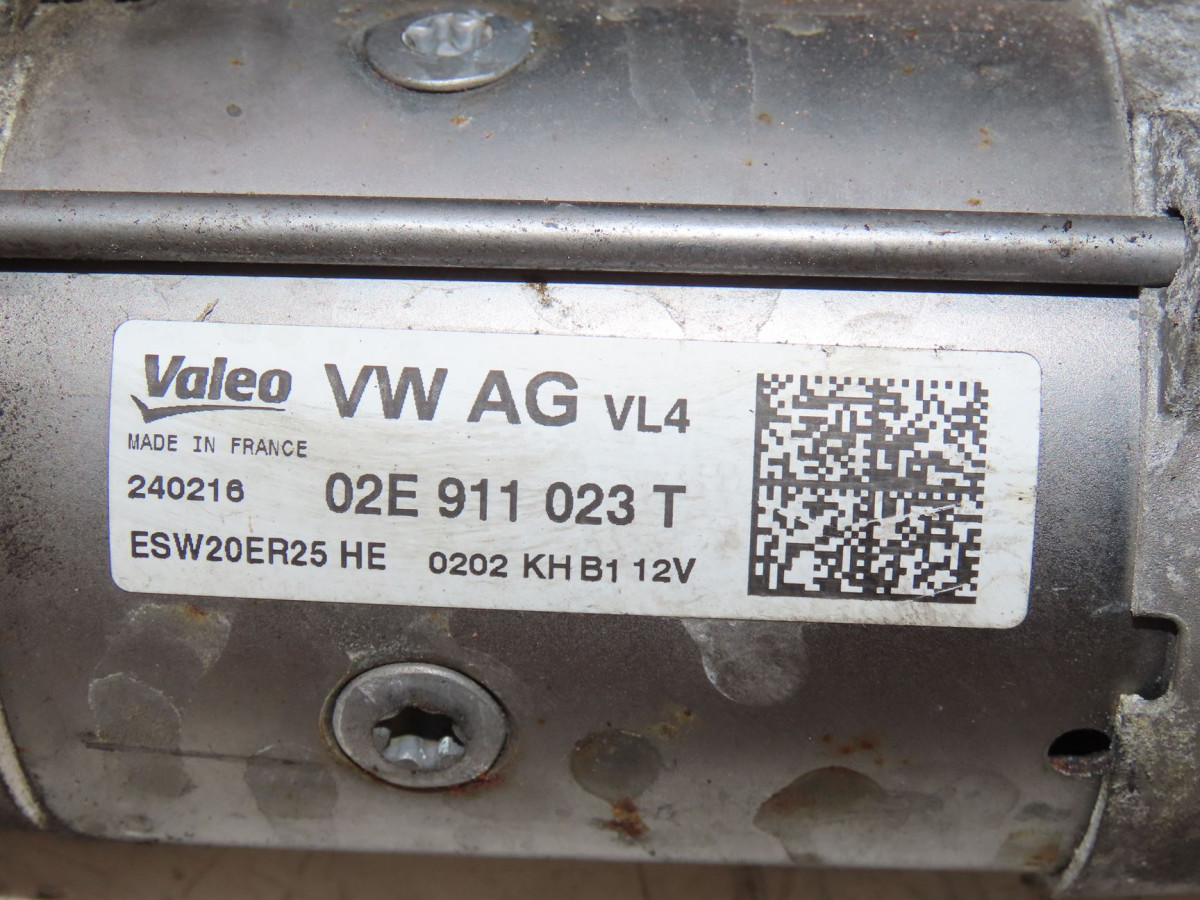 Valeo VW AG VL4
MADE IN FRANCE
240216 02E 911 023 T
ESW20ER25 HE 0202 KH B1 12V